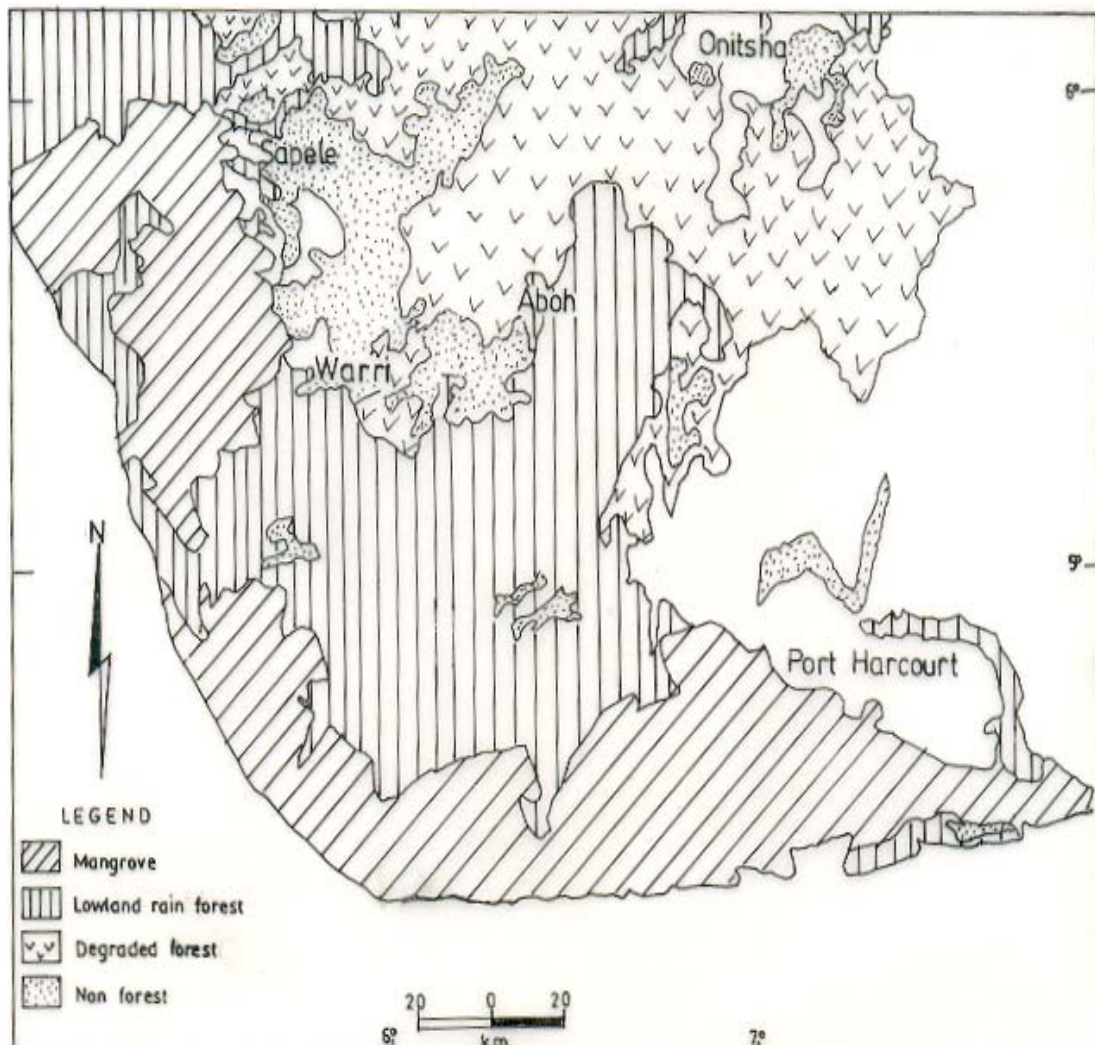 Onitsha
6°
Sapele
Aboh
Warri
N
5°
Port Harcourt
LEGEND
Mangrove
Lowland rain forest
Degraded forest
Non forest
20 0 20
km
6°
7°